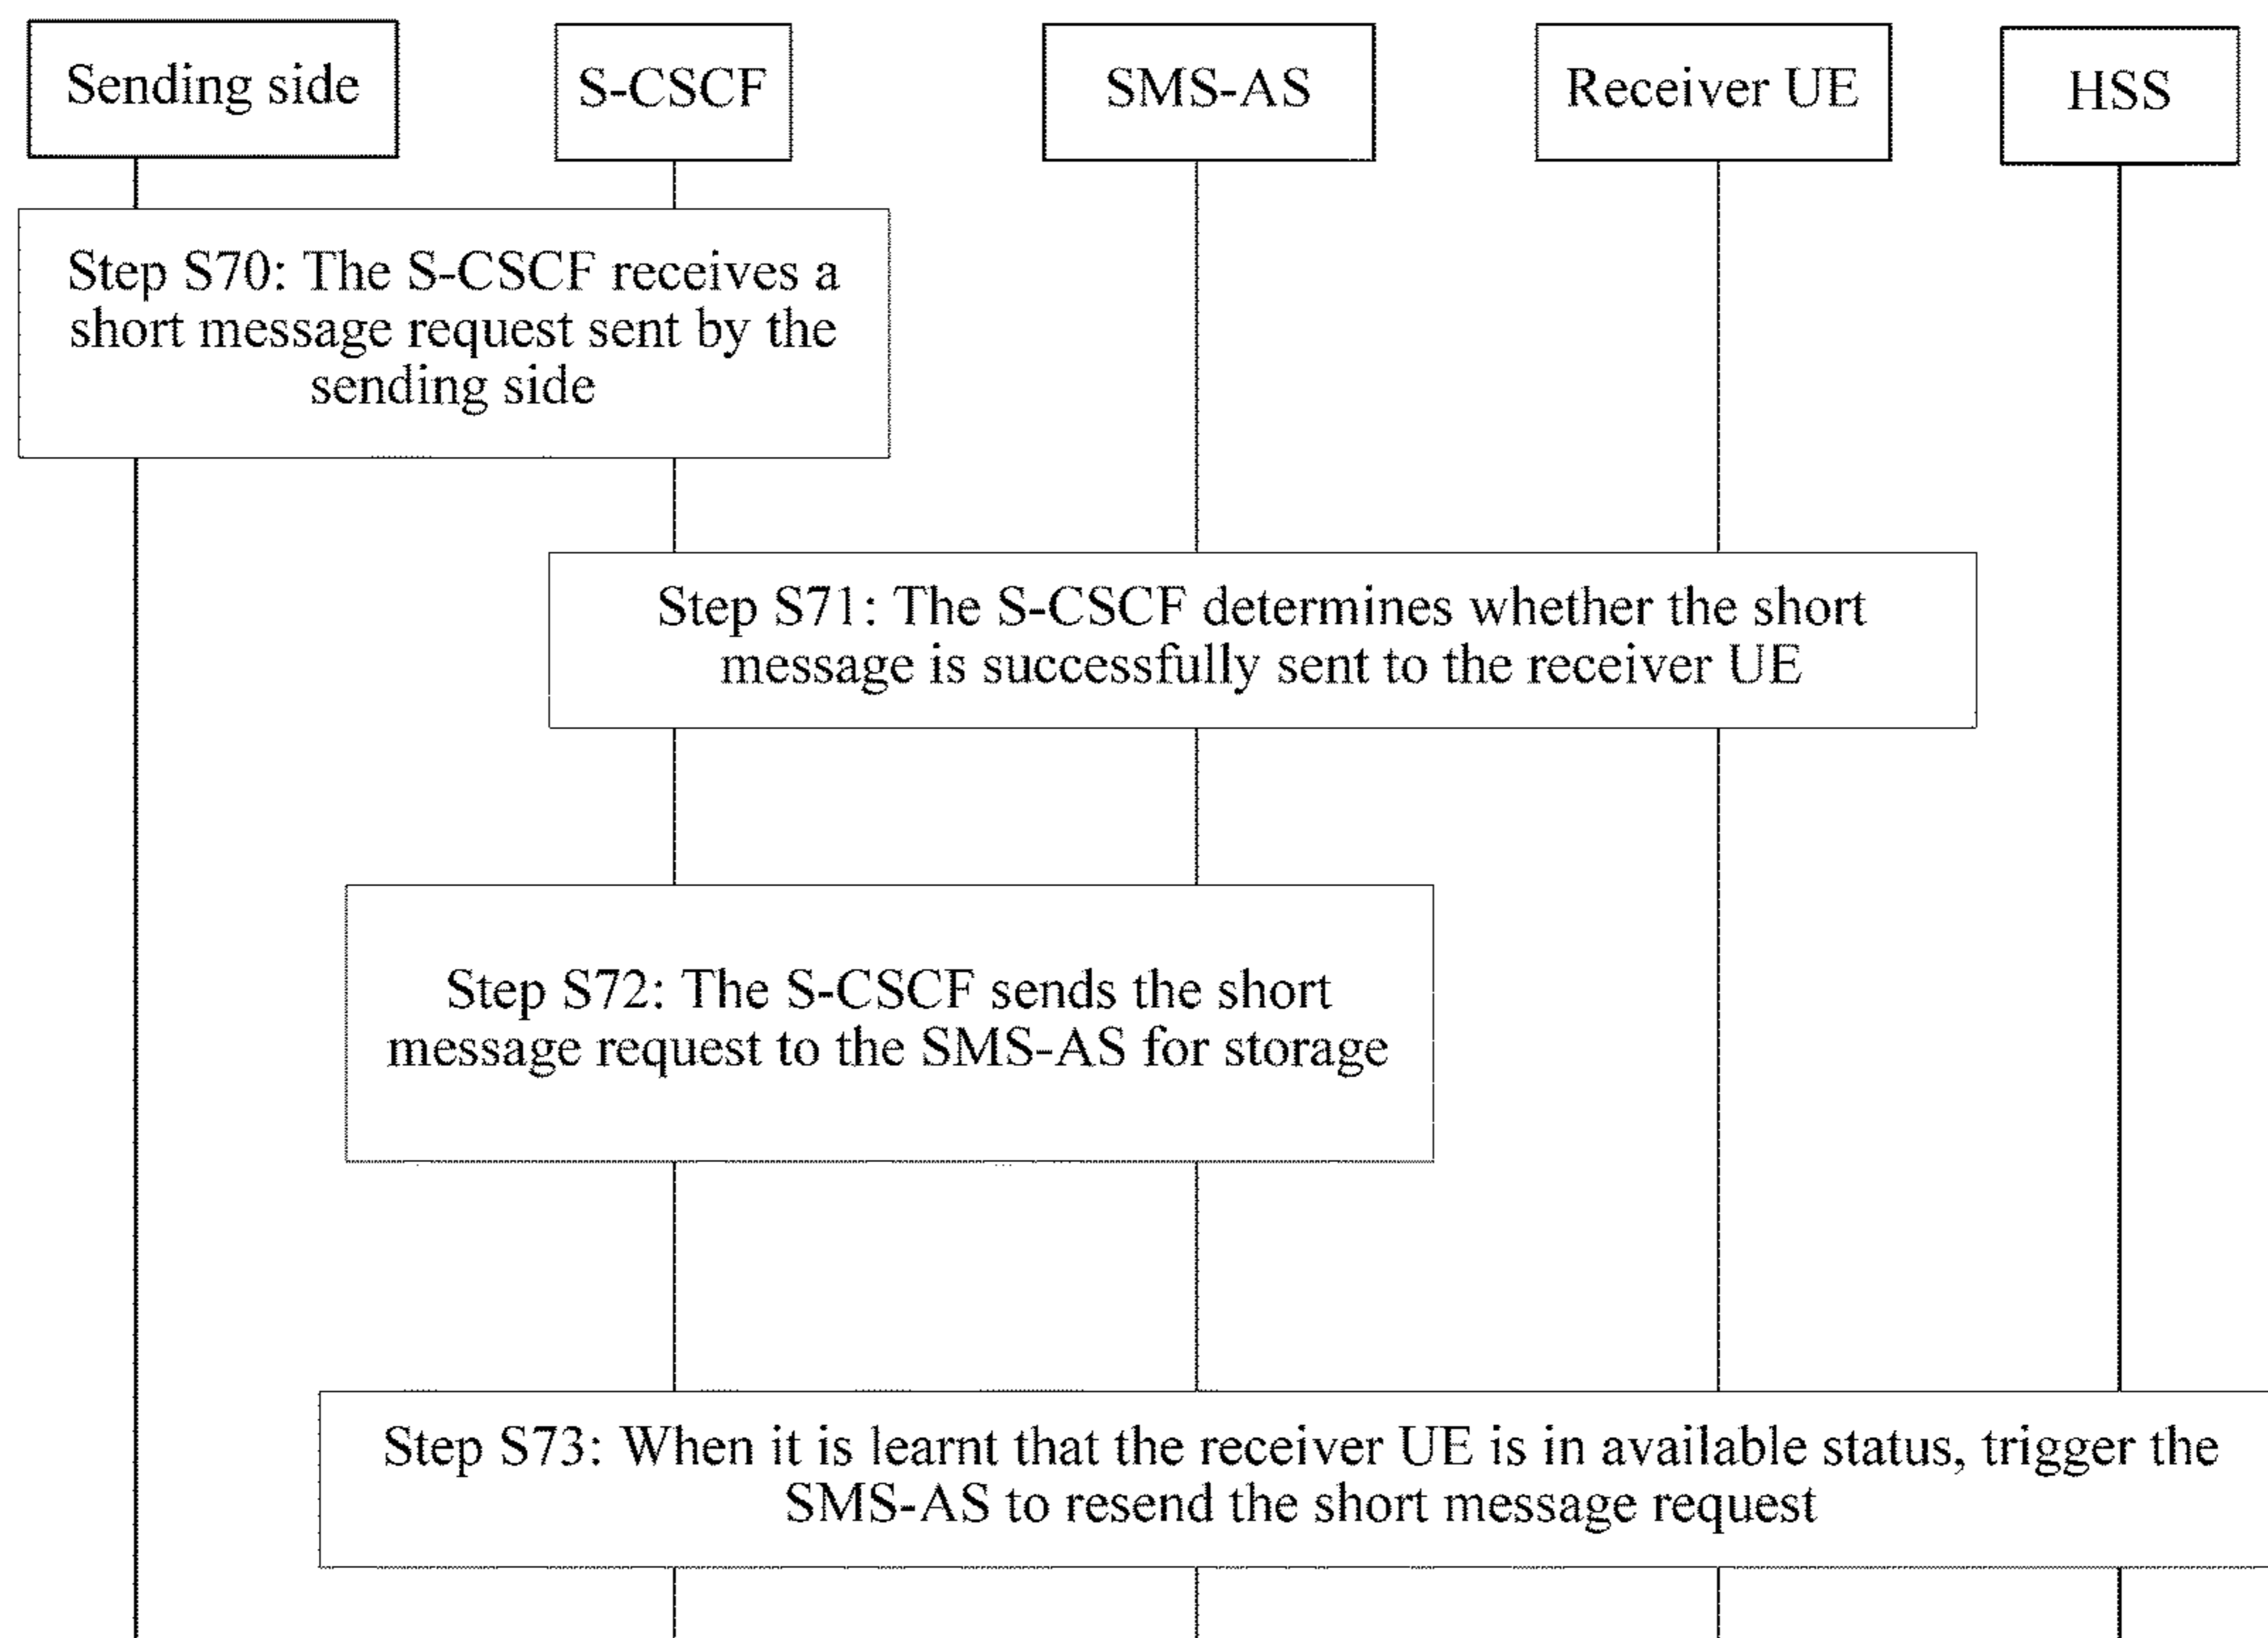 Sending side
S-CSCF
SMS-AS
Receiver UE
HSS
Step S70: The S-CSCF receives a
short message request sent by the
sending side
Step S71: The S-CSCF determines whether the short
message is successfully sent to the receiver UE
Step S72: The S-CSCF sends the short
message request to the SMS-AS for storage
Step S73: When it is learnt that the receiver UE is in available status, trigger the
SMS-AS to resend the short message request